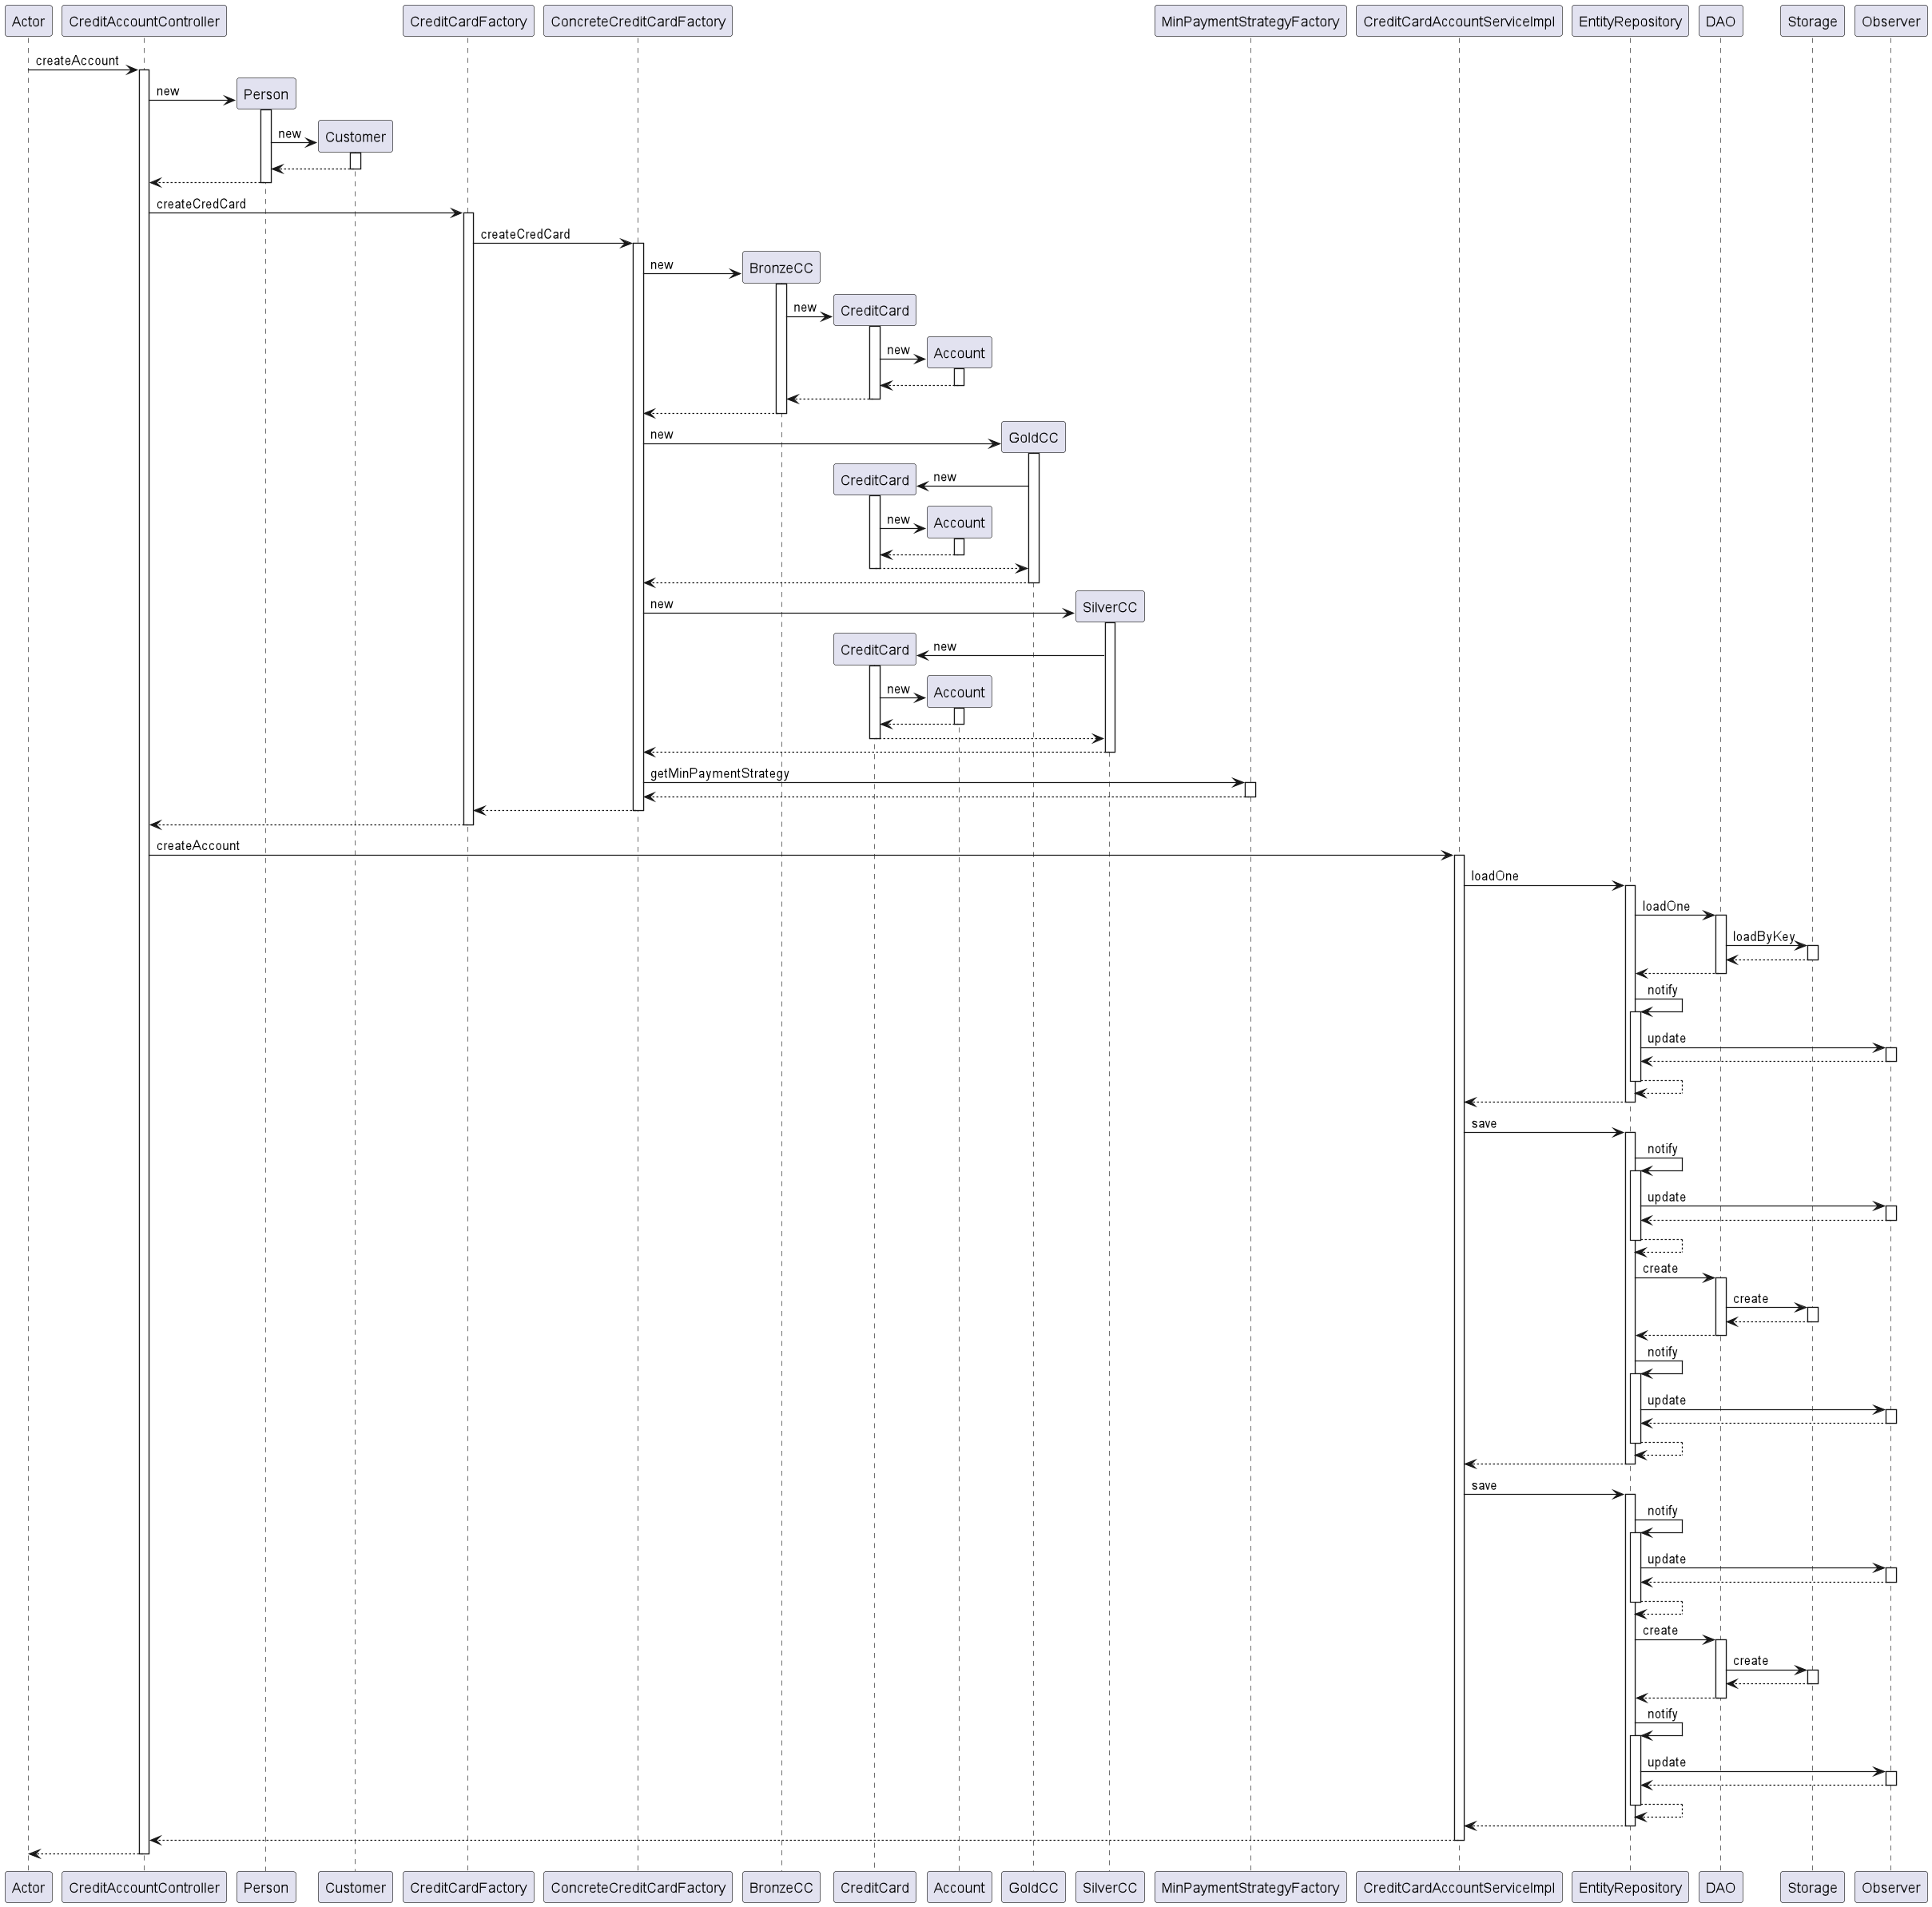 Actor CreditAccountController CreditCardFactory ConcreteCreditCardFactory MinPaymentStrategyFactory CreditCardAccountServiceImpl EntityRepository DAO Storage Observer
createAccount
new Person
new Customer
createCredCard
createCredCard
new BronzeCC
new CreditCard
new Account
new GoldCC
CreditCard new
new Account
new SilverCC
CreditCard new
new Account
getMinPaymentStrategy
createAccount
loadOne
loadOne
loadByKey
notify
update
save
notify
update
create
create
notify
update
save
notify
update
create
create
notify
update
Actor CreditAccountController Person Customer CreditCardFactory ConcreteCreditCardFactory BronzeCC CreditCard Account GoldCC SilverCC MinPaymentStrategyFactory CreditCardAccountServiceImpl EntityRepository DAO Storage Observer